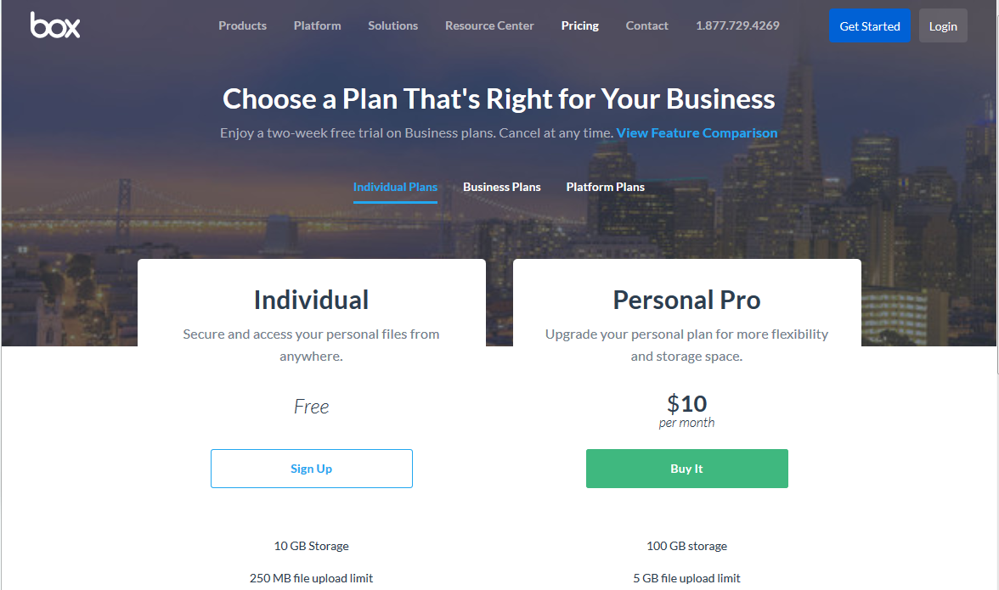 box
Products Platform Solutions Resource Center Pricing Contact 1.877.729.4269 Get Started Login
Choose a Plan That's Right for Your Business
Enjoy a two-week free trial on Business plans. Cancel at any time. View Feature Comparison
Individual Plans Business Plans Platform Plans
Individual
Secure and access your personal files from
anywhere.
Free
Sign Up
10 GB Storage
250 MB file upload limit
Personal Pro
Upgrade your personal plan for more flexibility
and storage space.
$10
per month
Buy It
100 GB storage
5 GB file upload limit